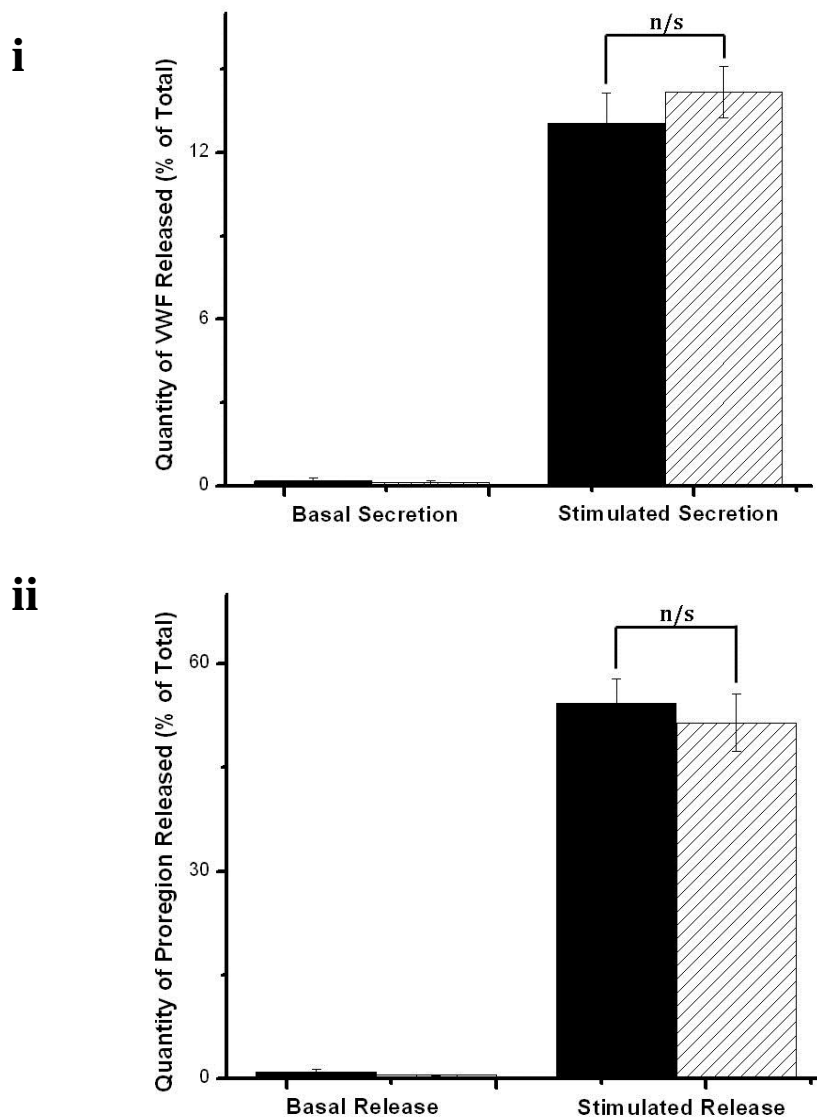 i
Quantity of VWF Released (% of Total)
12
6
0
n/s
Basal Secretion
Stimulated Secretion
ii
Quantity of Proregion Released (% of Total)
60
30
0
n/s
Basal Release
Stimulated Release